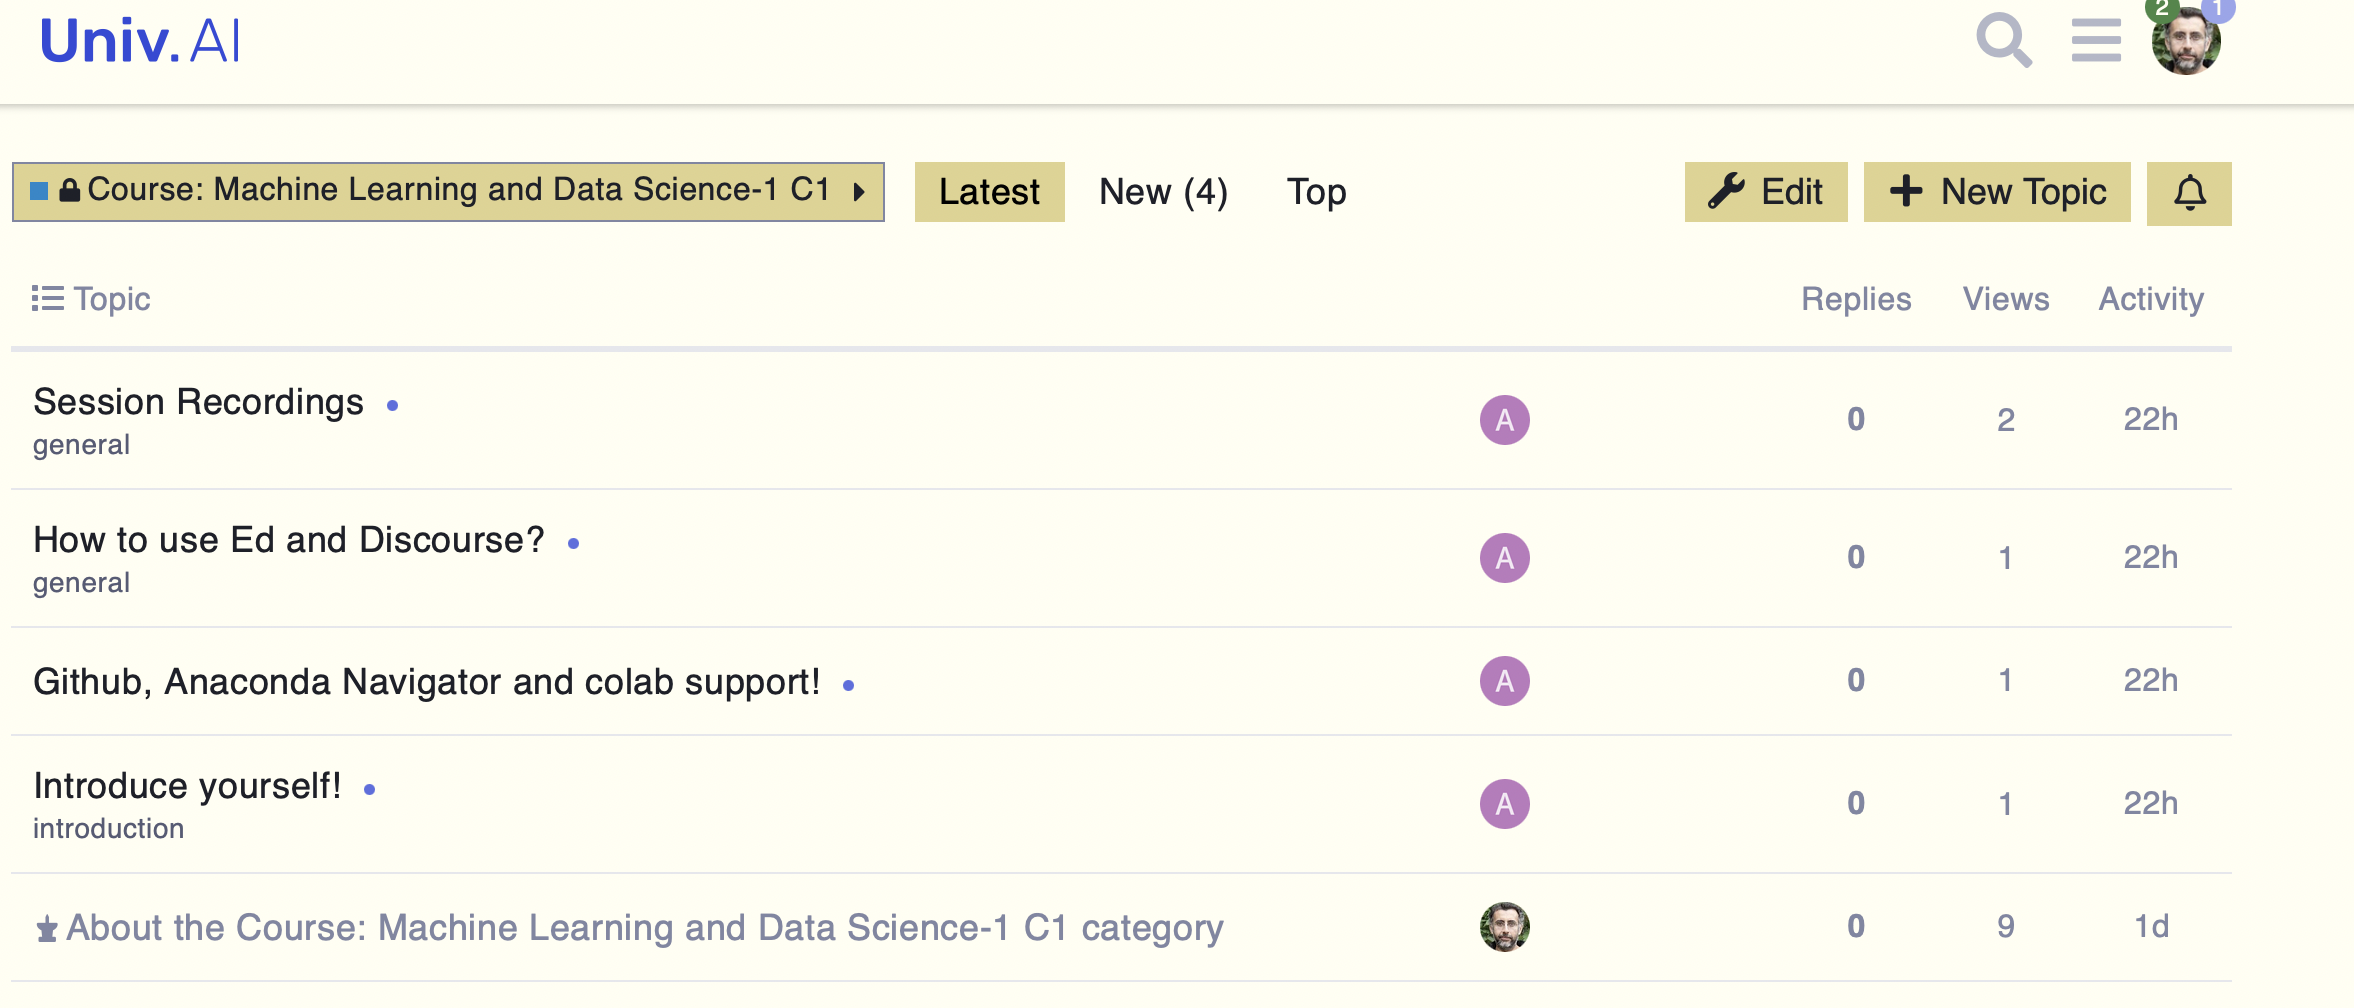 Univ.AI
2 1
Course: Machine Learning and Data Science-1 C1 Latest New (4) Top Edit New Topic
Topic Replies Views Activity
Session Recordings A 0 2 22h
general
How to use Ed and Discourse? A 0 1 22h
general
Github, Anaconda Navigator and colab support! A 0 1 22h
Introduce yourself! A 0 1 22h
introduction
About the Course: Machine Learning and Data Science-1 C1 category 0 9 1d